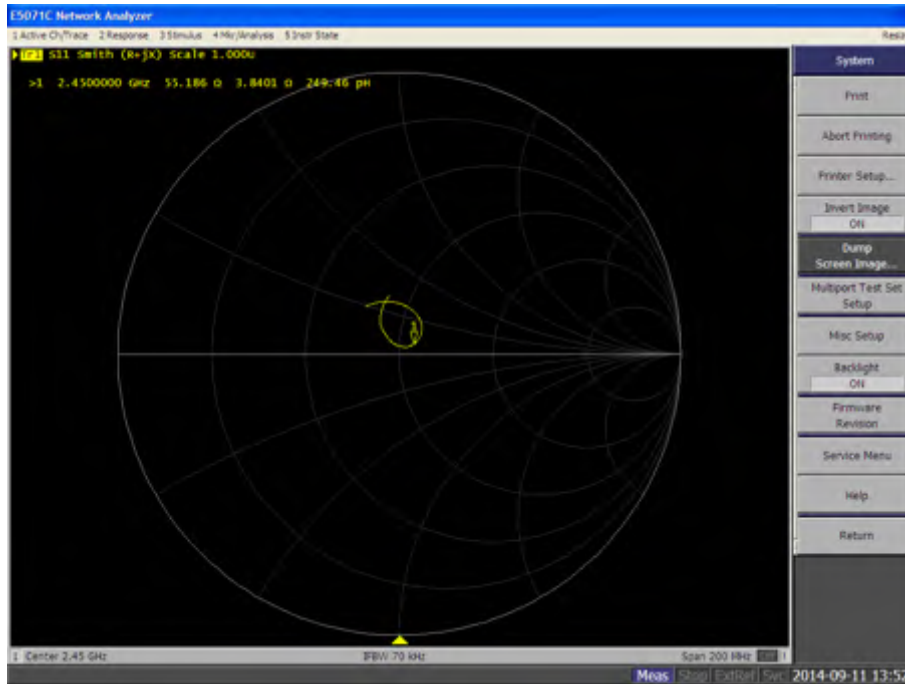 E5071C Network Analyzer
1 Active Ch/Trace 2 Response 3 Stimulus 4 Mkr/Analysis 5 Instr State
Tr1 S11 Smith (R+jX) Scale 1.000U
>1 2.4500000 GHz 55.186 Ω 3.8401 Ω 249.46 pH
System
Print
Abort Printing
Printer Setup...
Invert Image
ON
Dump
Screen Image...
Multiport Test Set
Setup
Misc Setup
Backlight
ON
Firmware
Revision
Service Menu
Help
Return
1 Center 2.45 GHz IFBW 70 kHz Span 200 MHz
Meas Stop ExtRef Svc 2014-09-11 13:52